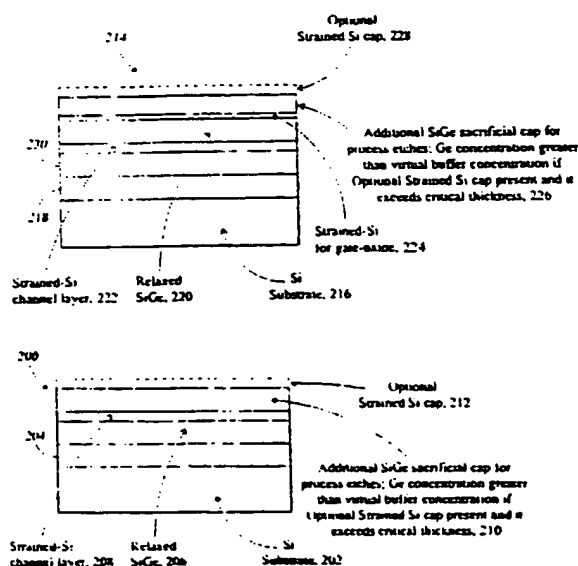 Optional
Strained Si cap, 228
214
Additional SiGe sacrificial cap for
process etches; Ge concentration greater
than virtual buffer concentration if
Optional Strained Si cap present and it
exceeds critical thickness, 226
220
218
Strained-Si
for gate-oxide, 224
Strained-Si
channel layer, 222
Relaxed
SiGe, 220
Si
Substrate, 216
200
Optional
Strained Si cap, 212
204
Additional SiGe sacrificial cap for
process etches; Ge concentration greater
than virtual buffer concentration if
Optional Strained Si cap present and it
exceeds critical thickness, 210
Strained-Si
channel layer, 208
Relaxed
SiGe, 206
Si
Substrate, 202